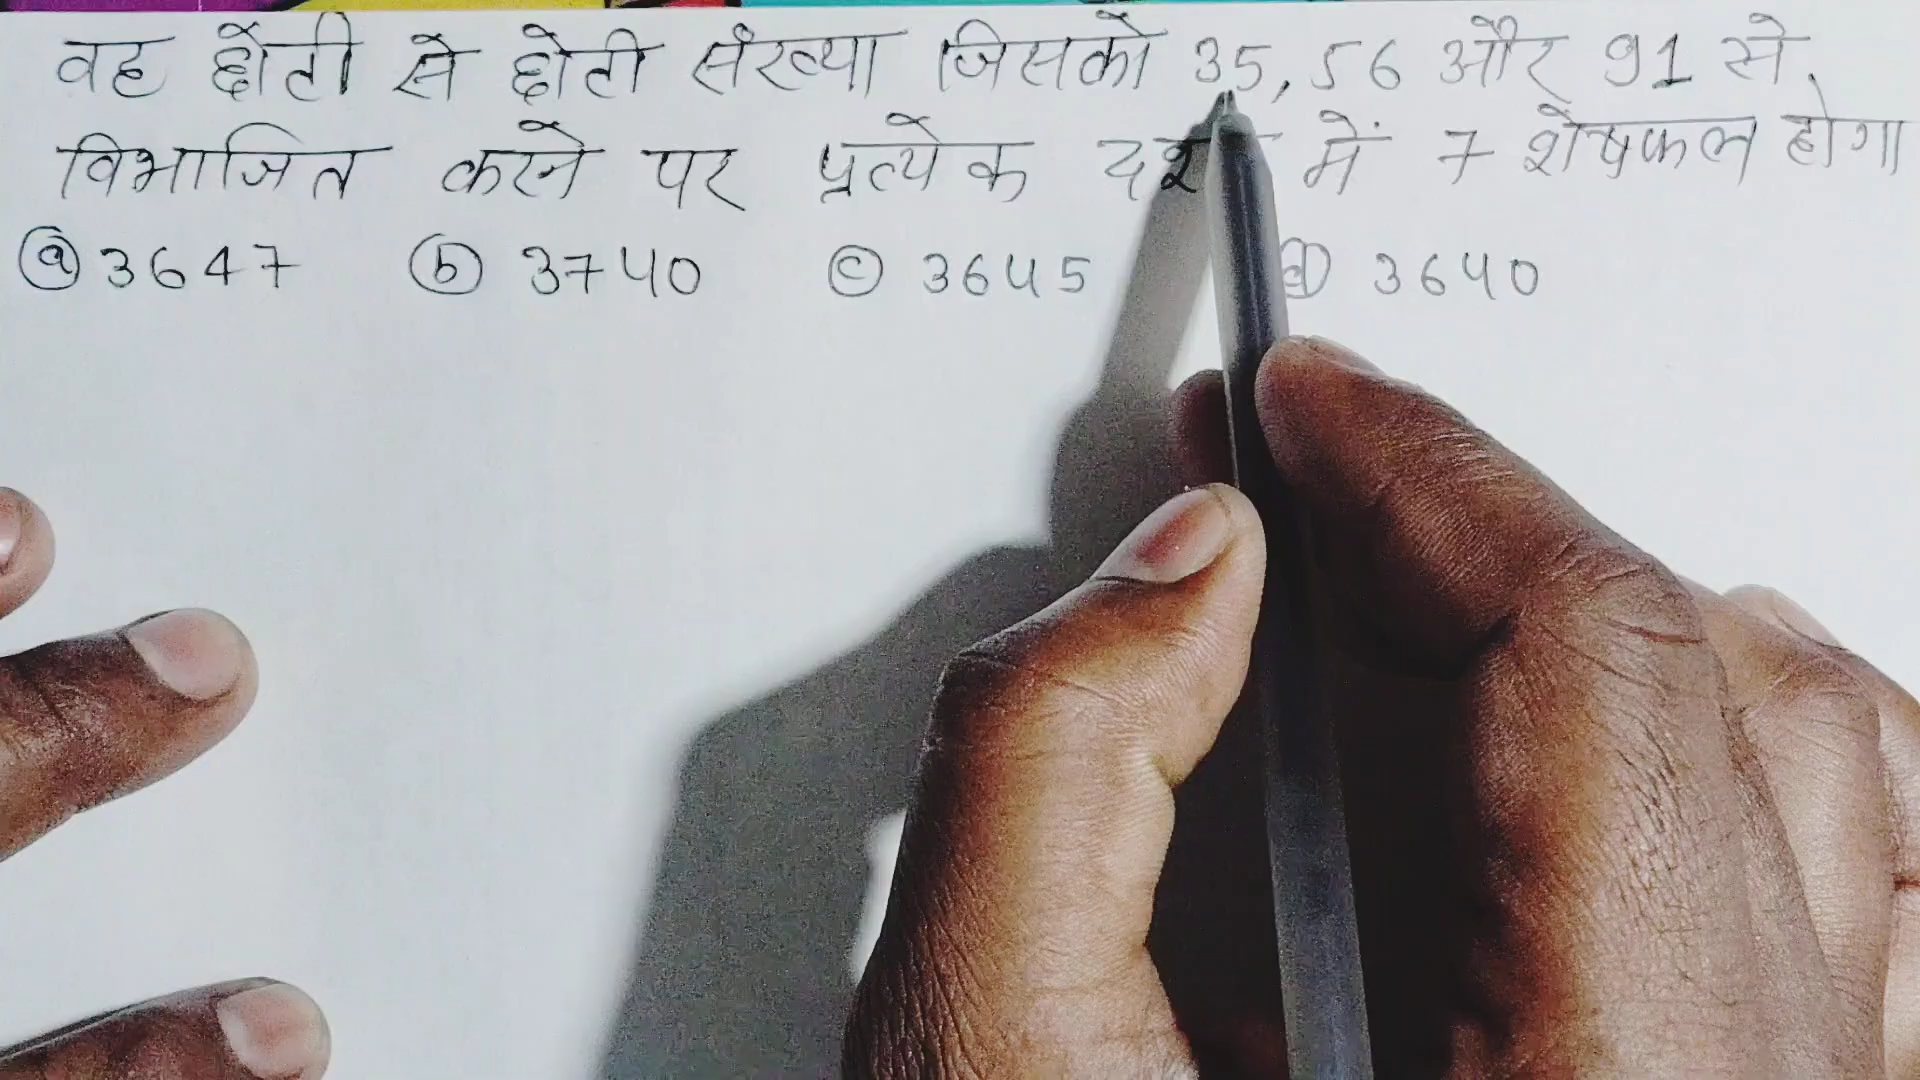 वह छोटी से छोटी संख्या जिसको 35, 56 और 91 से
विभाजित करने पर प्रत्येक में 7 शेषफल होगा
ⓐ 3647 ⓑ 3740 ⓒ 3645 ⓓ 3640